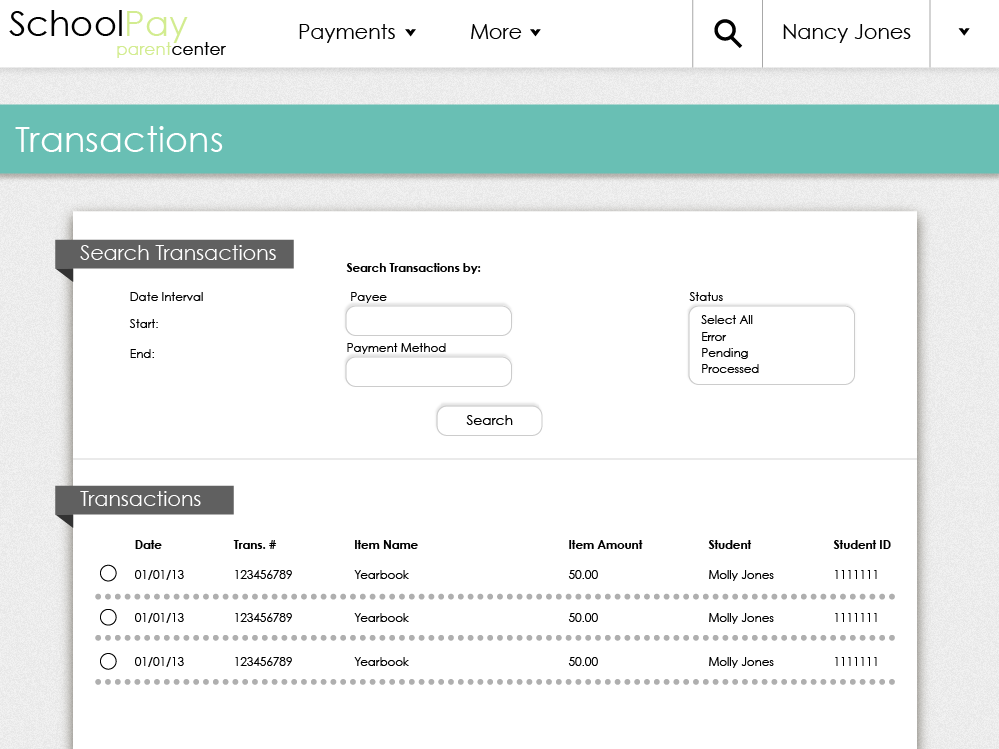 SchoolPay
parentcenter
Payments
More
Nancy Jones
Transactions
Search Transactions
Search Transactions by:
Date Interval
Payee
Status
Start:
Select All
Error
End:
Payment Method
Pending
Processed
Search
Transactions
Date Trans. # Item Name Item Amount Student Student ID
01/01/13 123456789 Yearbook 50.00 Molly Jones 1111111
01/01/13 123456789 Yearbook 50.00 Molly Jones 1111111
01/01/13 123456789 Yearbook 50.00 Molly Jones 1111111